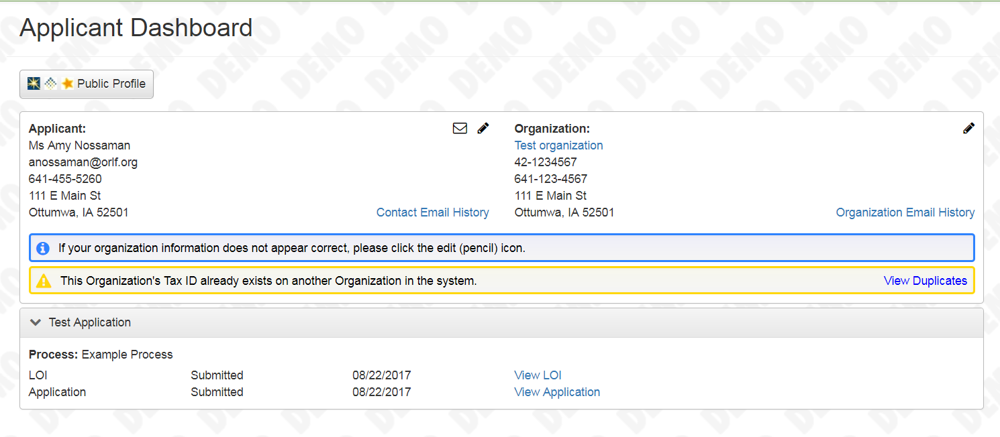 Applicant Dashboard
Public Profile
Applicant:
Ms Amy Nossaman
anossaman@orlf.org
641-455-5260
111 E Main St
Ottumwa, IA 52501
Contact Email History
Organization:
Test organization
42-1234567
641-123-4567
111 E Main St
Ottumwa, IA 52501
Organization Email History
If your organization information does not appear correct, please click the edit (pencil) icon.
This Organization's Tax ID already exists on another Organization in the system. View Duplicates
Test Application
Process: Example Process
LOI Submitted 08/22/2017 View LOI
Application Submitted 08/22/2017 View Application
DEMO